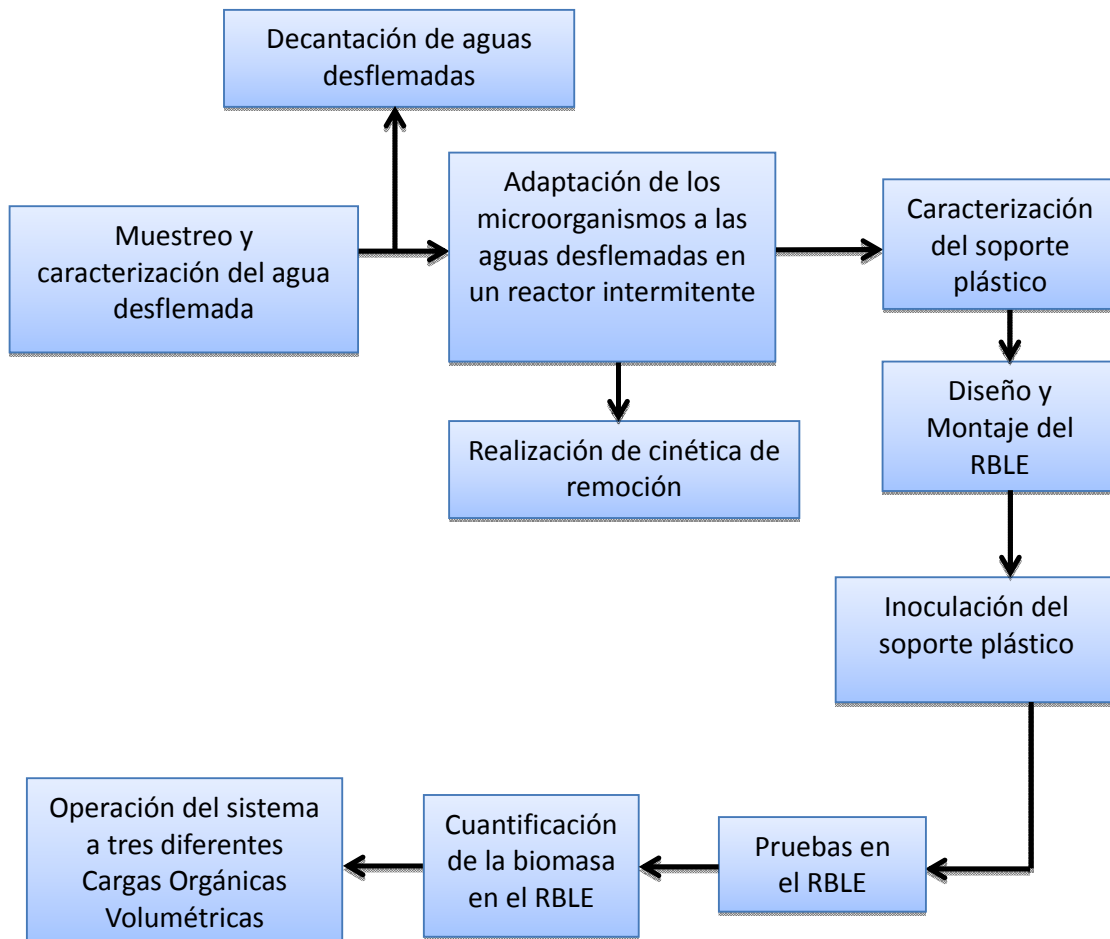 Decantación de aguas
desflemadas
Muestreo y
caracterización del agua
desflemada
Adaptación de los
microorganismos a las
aguas desflemadas en
un reactor intermitente
Caracterización
del soporte
plástico
Realización de cinética de
remoción
Diseño y
Montaje del
RBLE
Inoculación del
soporte plástico
Pruebas en
el RBLE
Cuantificación
de la biomasa
en el RBLE
Operación del sistema
a tres diferentes
Cargas Orgánicas
Volumétricas